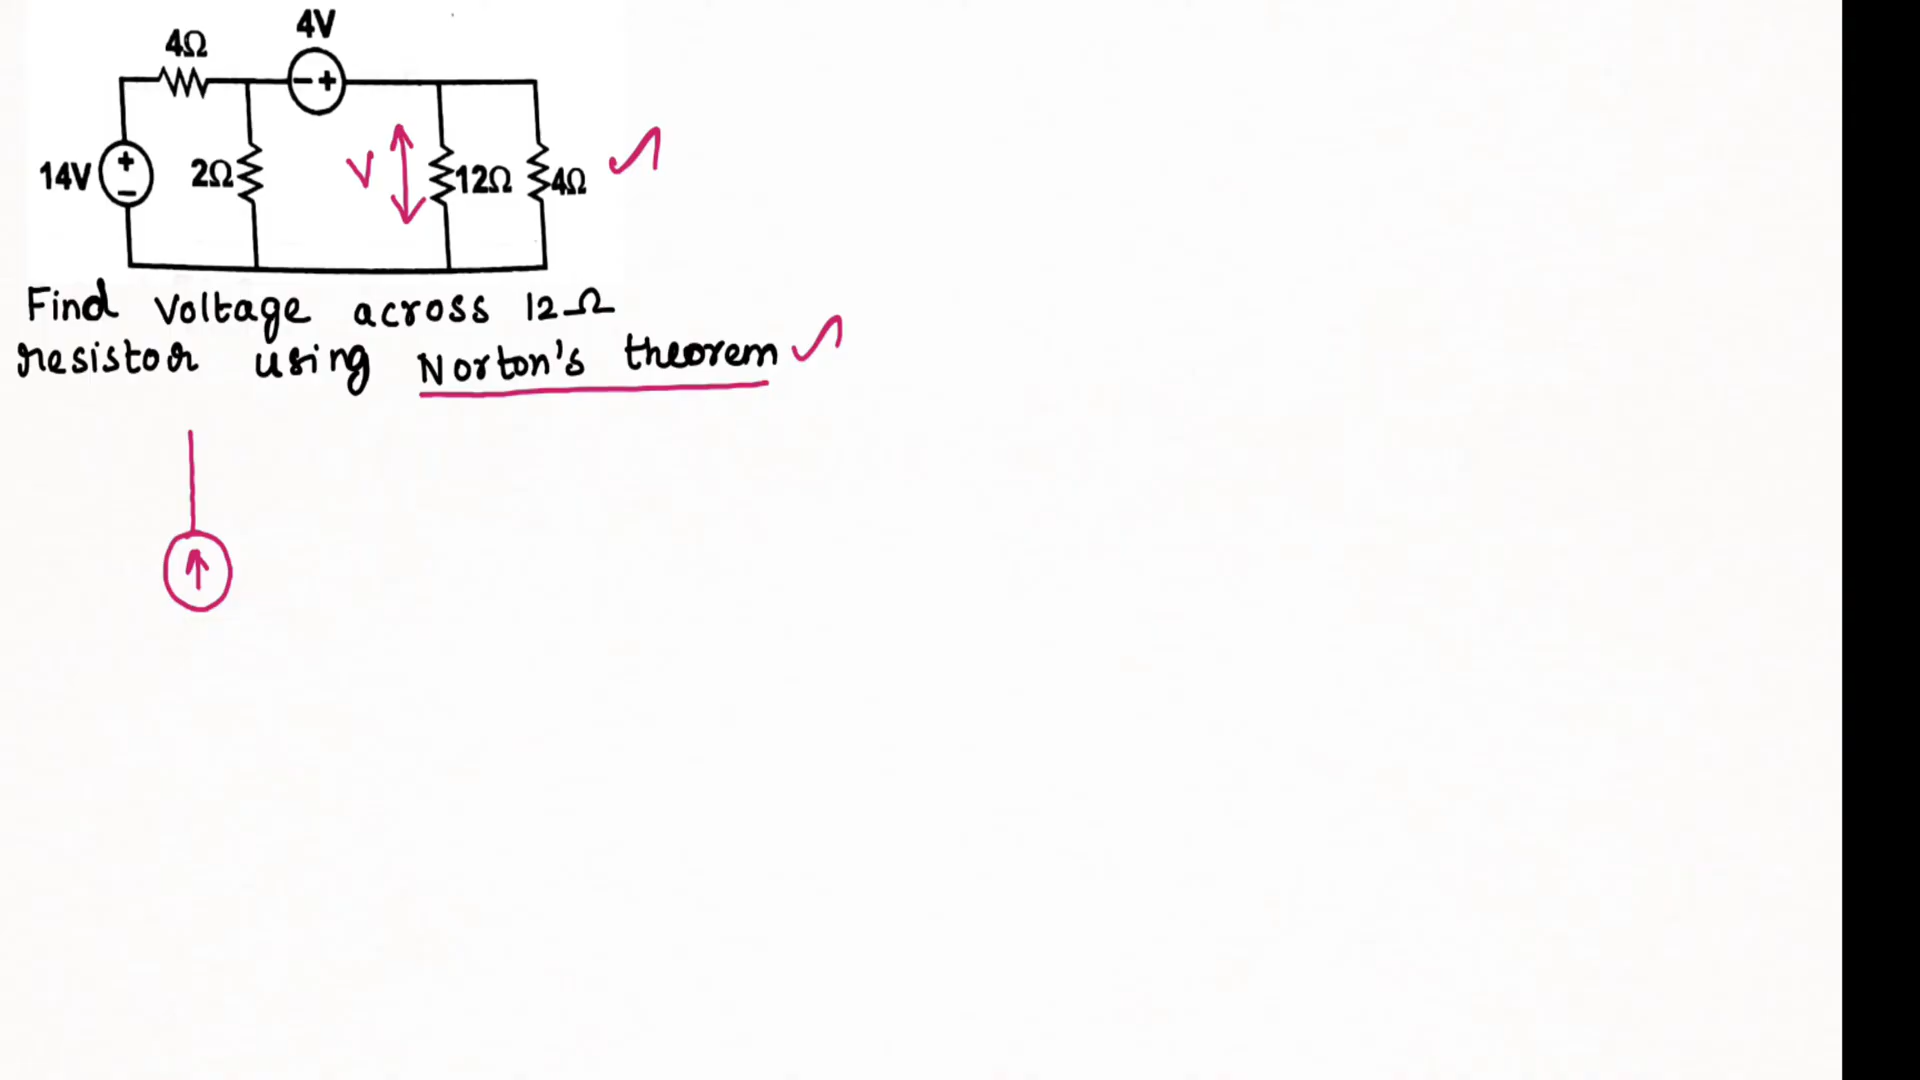 4V
4Ω
14V
2Ω
V
12Ω
4Ω
Find Voltage across 12Ω
resistor using Norton's theorem